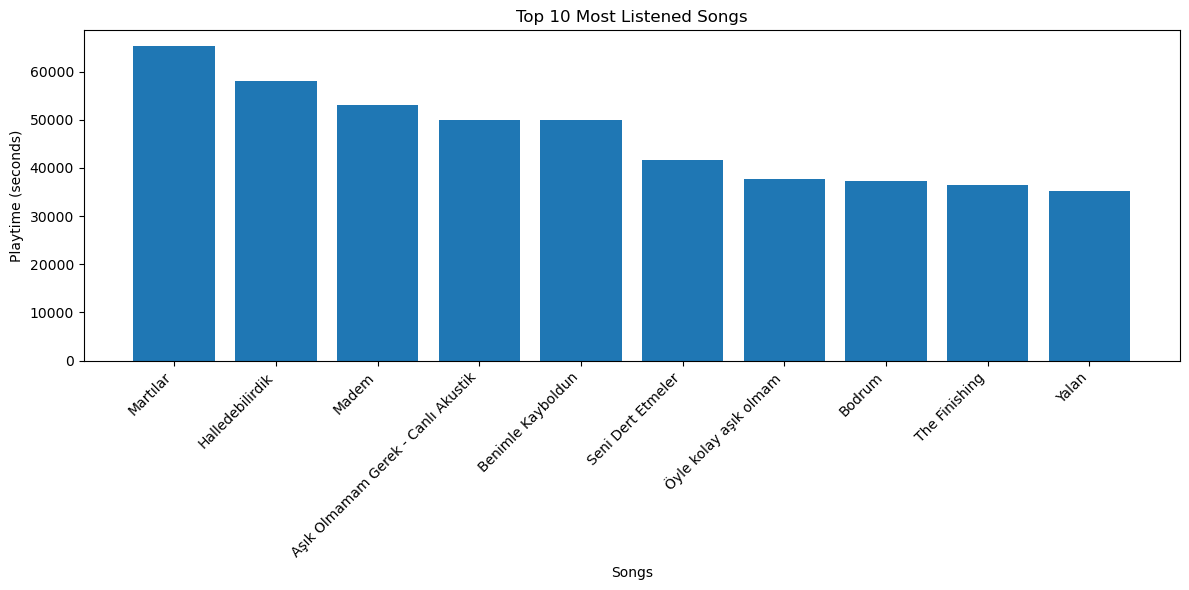 Top 10 Most Listened Songs
Playtime (seconds)
60000
50000
40000
30000
20000
10000
0
Martılar
Halledebilirdik
Madem
Aşık Olmamam Gerek - Canlı Akustik
Benimle Kayboldun
Seni Dert Etmeler
Öyle kolay aşık olmam
Bodrum
The Finishing
Yalan
Songs